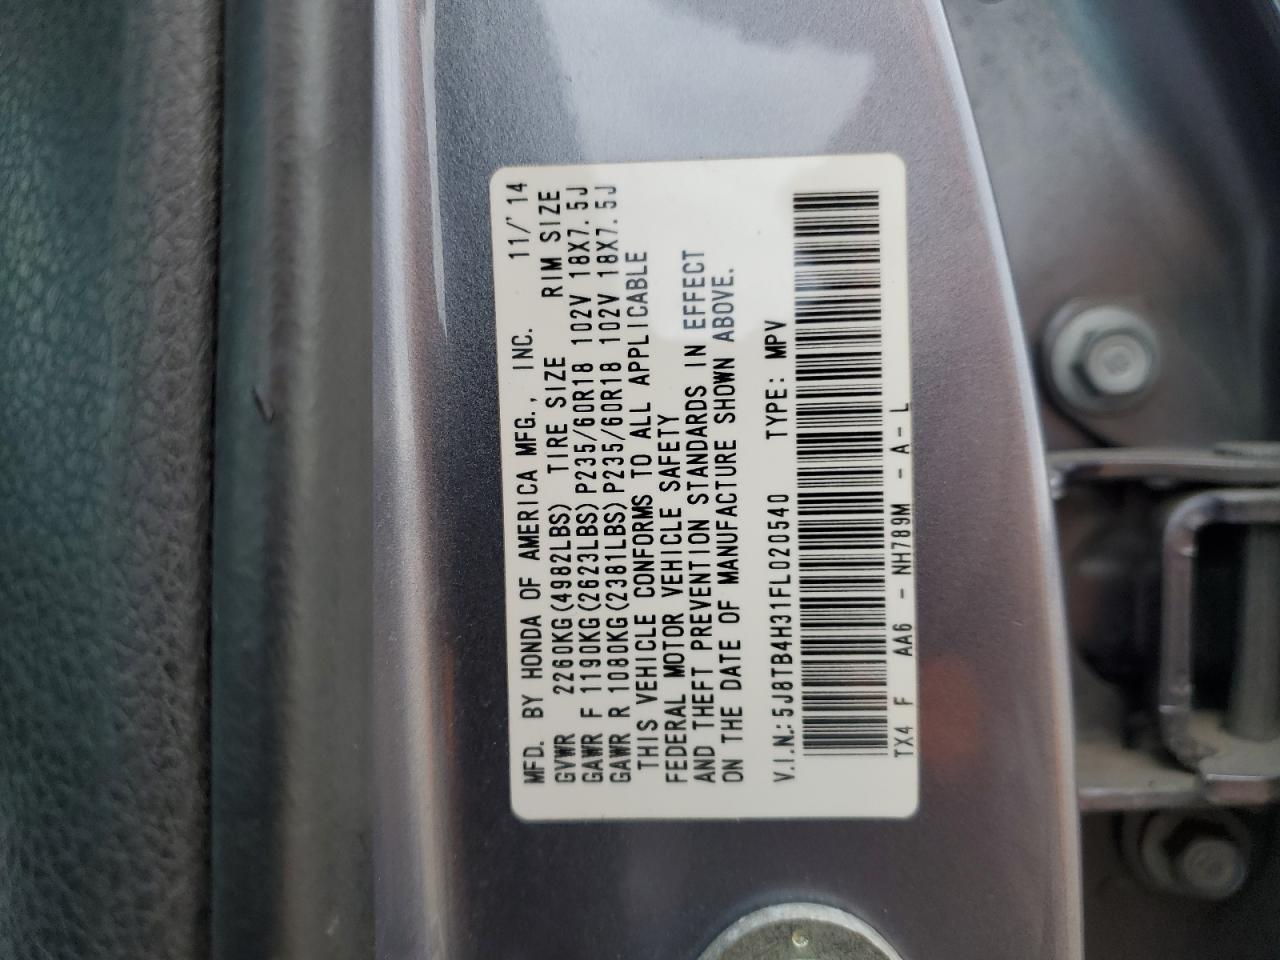 MFD. BY HONDA OF AMERICA MFG., INC. 11/'14
GVWR 2260KG(4982LBS) TIRE SIZE RIM SIZE
GAWR F 1190KG(2623LBS)P235/60R18 102V 18X7.5J
GAWR R 1080KG(2381LBS)P235/60R18 102V 18X7.5J
THIS VEHICLE CONFORMS TO ALL APPLICABLE
FEDERAL MOTOR VEHICLE SAFETY
AND THEFT PREVENTION STANDARDS IN EFFECT
ON THE DATE OF MANUFACTURE SHOWN ABOVE.
V.I.N.:5J8TB4H31FL020540 TYPE: MPV
TX4 F AA6 - NH789M - A - L